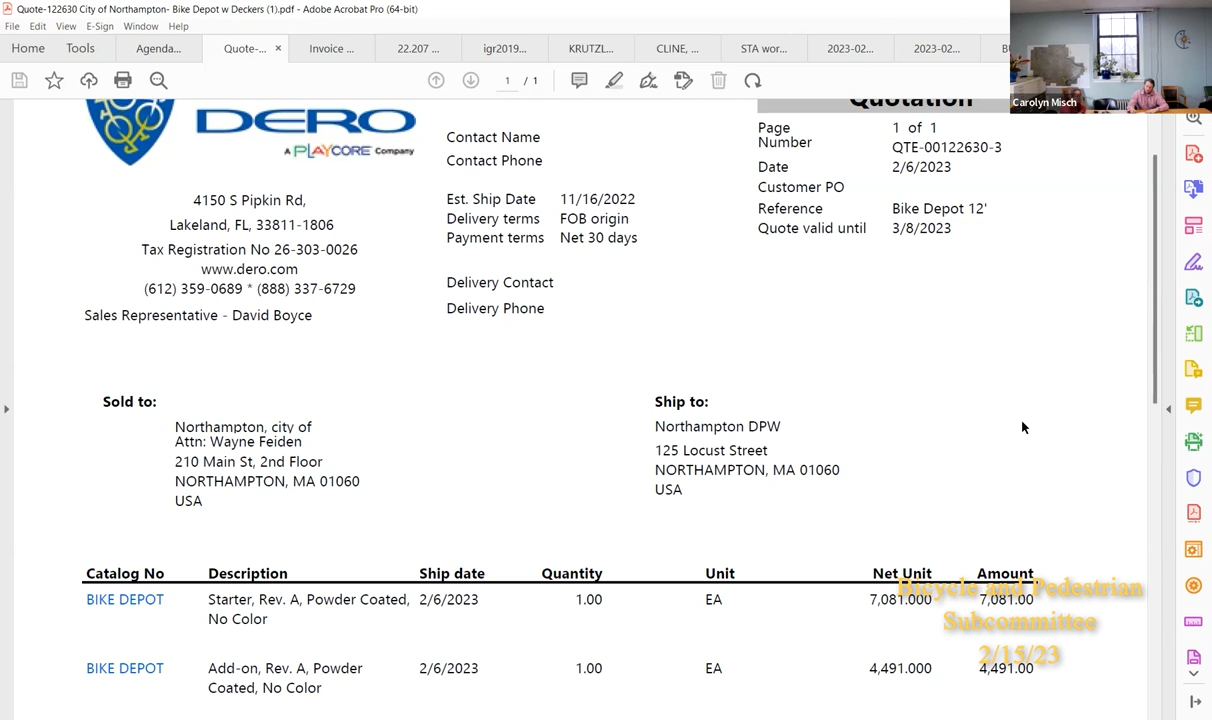 Quote-122630 City of Northampton- Bike Depot w Deckers (1).pdf - Adobe Acrobat Pro (64-bit)
File Edit View E-Sign Window Help
Home Tools Agenda... Quote-... × Invoice ... 22.207 ... igr2019... KRUTZL... CLINE, ... STA wor... 2023-02... 2023-02...
1 / 1
Carolyn Misch
Quotation
DERO
A PLAYCORE Company
4150 S Pipkin Rd,
Lakeland, FL, 33811-1806
Tax Registration No 26-303-0026
www.dero.com
(612) 359-0689 * (888) 337-6729
Sales Representative - David Boyce
Contact Name
Contact Phone
Est. Ship Date 11/16/2022
Delivery terms FOB origin
Payment terms Net 30 days
Delivery Contact
Delivery Phone
Page 1 of 1
Number QTE-00122630-3
Date 2/6/2023
Customer PO
Reference Bike Depot 12'
Quote valid until 3/8/2023
Sold to:
Northampton, city of
Attn: Wayne Feiden
210 Main St, 2nd Floor
NORTHAMPTON, MA 01060
USA
Ship to:
Northampton DPW
125 Locust Street
NORTHAMPTON, MA 01060
USA
Catalog No Description Ship date Quantity Unit Net Unit Amount
BIKE DEPOT Starter, Rev. A, Powder Coated, 2/6/2023 1.00 EA 7,081.000 7,081.00
No Color
BIKE DEPOT Add-on, Rev. A, Powder 2/6/2023 1.00 EA 4,491.000 4,491.00
Coated, No Color
Bicycle and Pedestrian
Subcommittee
2/15/23